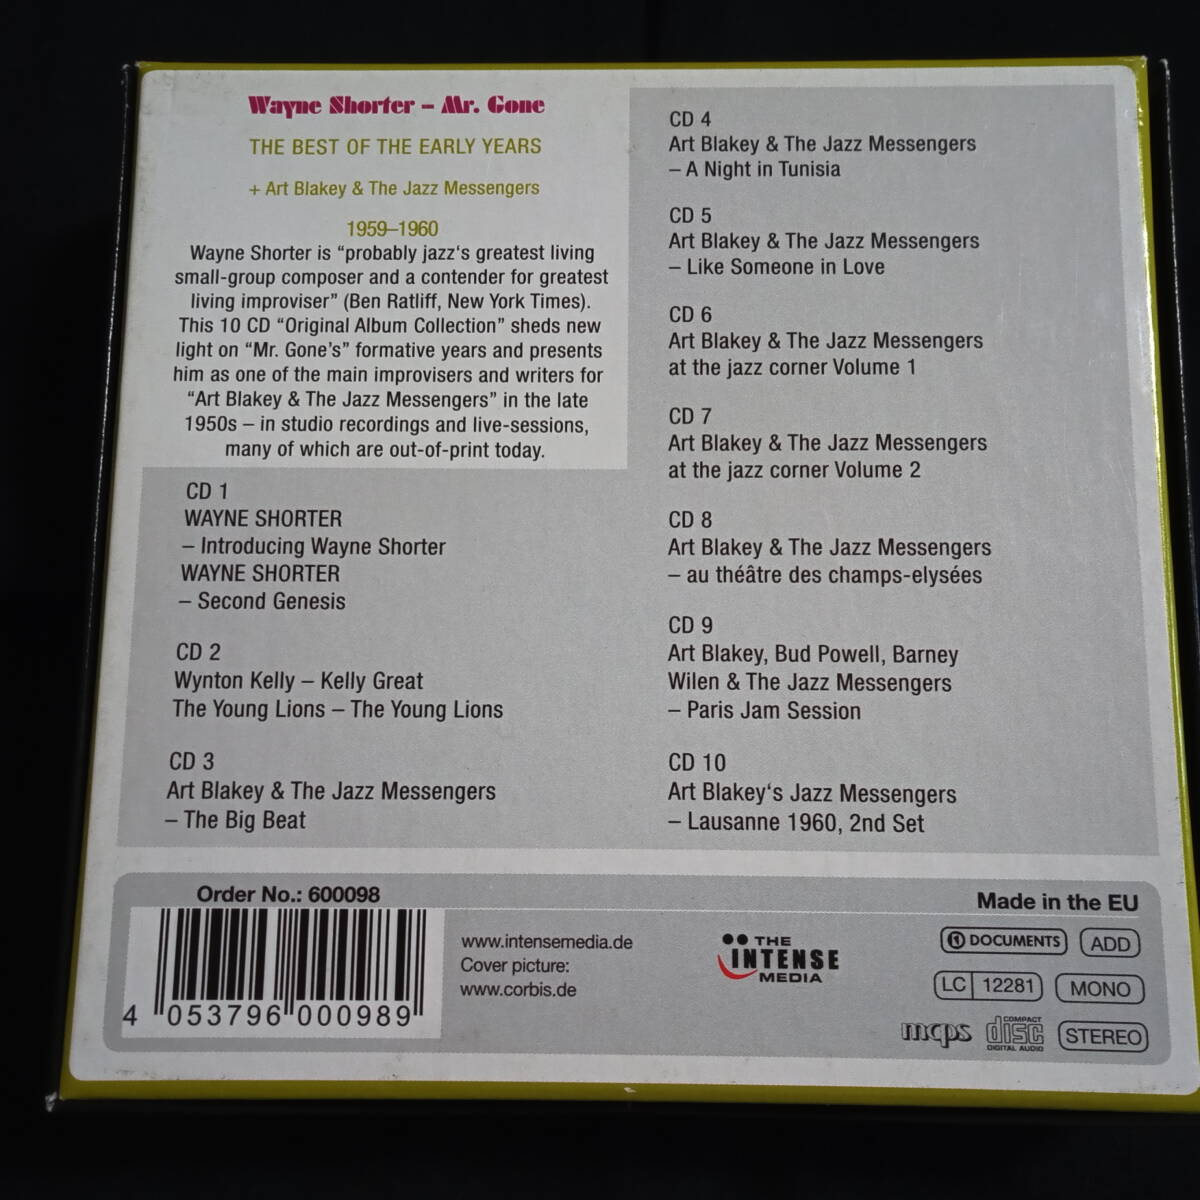 Wayne Shorter – Mr. Gone
THE BEST OF THE EARLY YEARS
+ Art Blakey & The Jazz Messengers
1959–1960
Wayne Shorter is “probably jazz‘s greatest living
small-group composer and a contender for greatest
living improviser” (Ben Ratliff, New York Times).
This 10 CD “Original Album Collection” sheds new
light on “Mr. Gone’s” formative years and presents
him as one of the main improvisers and writers for
“Art Blakey & The Jazz Messengers” in the late
1950s – in studio recordings and live-sessions,
many of which are out-of-print today.
CD 1
WAYNE SHORTER
– Introducing Wayne Shorter
WAYNE SHORTER
– Second Genesis
CD 2
Wynton Kelly – Kelly Great
The Young Lions – The Young Lions
CD 3
Art Blakey & The Jazz Messengers
– The Big Beat
CD 4
Art Blakey & The Jazz Messengers
– A Night in Tunisia
CD 5
Art Blakey & The Jazz Messengers
– Like Someone in Love
CD 6
Art Blakey & The Jazz Messengers
at the jazz corner Volume 1
CD 7
Art Blakey & The Jazz Messengers
at the jazz corner Volume 2
CD 8
Art Blakey & The Jazz Messengers
– au théâtre des champs-elysées
CD 9
Art Blakey, Bud Powell, Barney
Wilen & The Jazz Messengers
– Paris Jam Session
CD 10
Art Blakey‘s Jazz Messengers
– Lausanne 1960, 2nd Set
Order No.: 600098
4 053796 000989
www.intensemedia.de
Cover picture:
www.corbis.de
THE
INTENSE
MEDIA
Made in the EU
DOCUMENTS
ADD
LC 12281
MONO
mcps
COMPACT
disc
DIGITAL AUDIO
STEREO